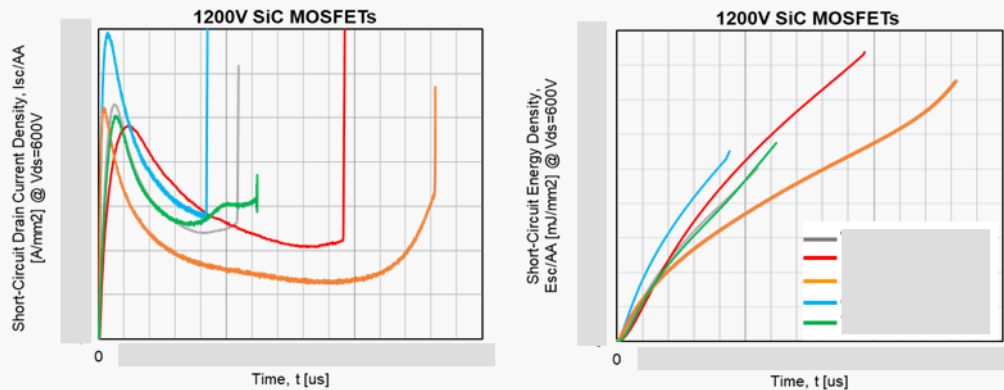 1200V SiC MOSFETs
Short-Circuit Drain Current Density, Isc/AA
[A/mm2] @ Vds=600V
0
Time, t [us]
1200V SiC MOSFETs
Short-Circuit Energy Density,
Esc/AA [mJ/mm2] @ Vds=600V
0
Time, t [us]